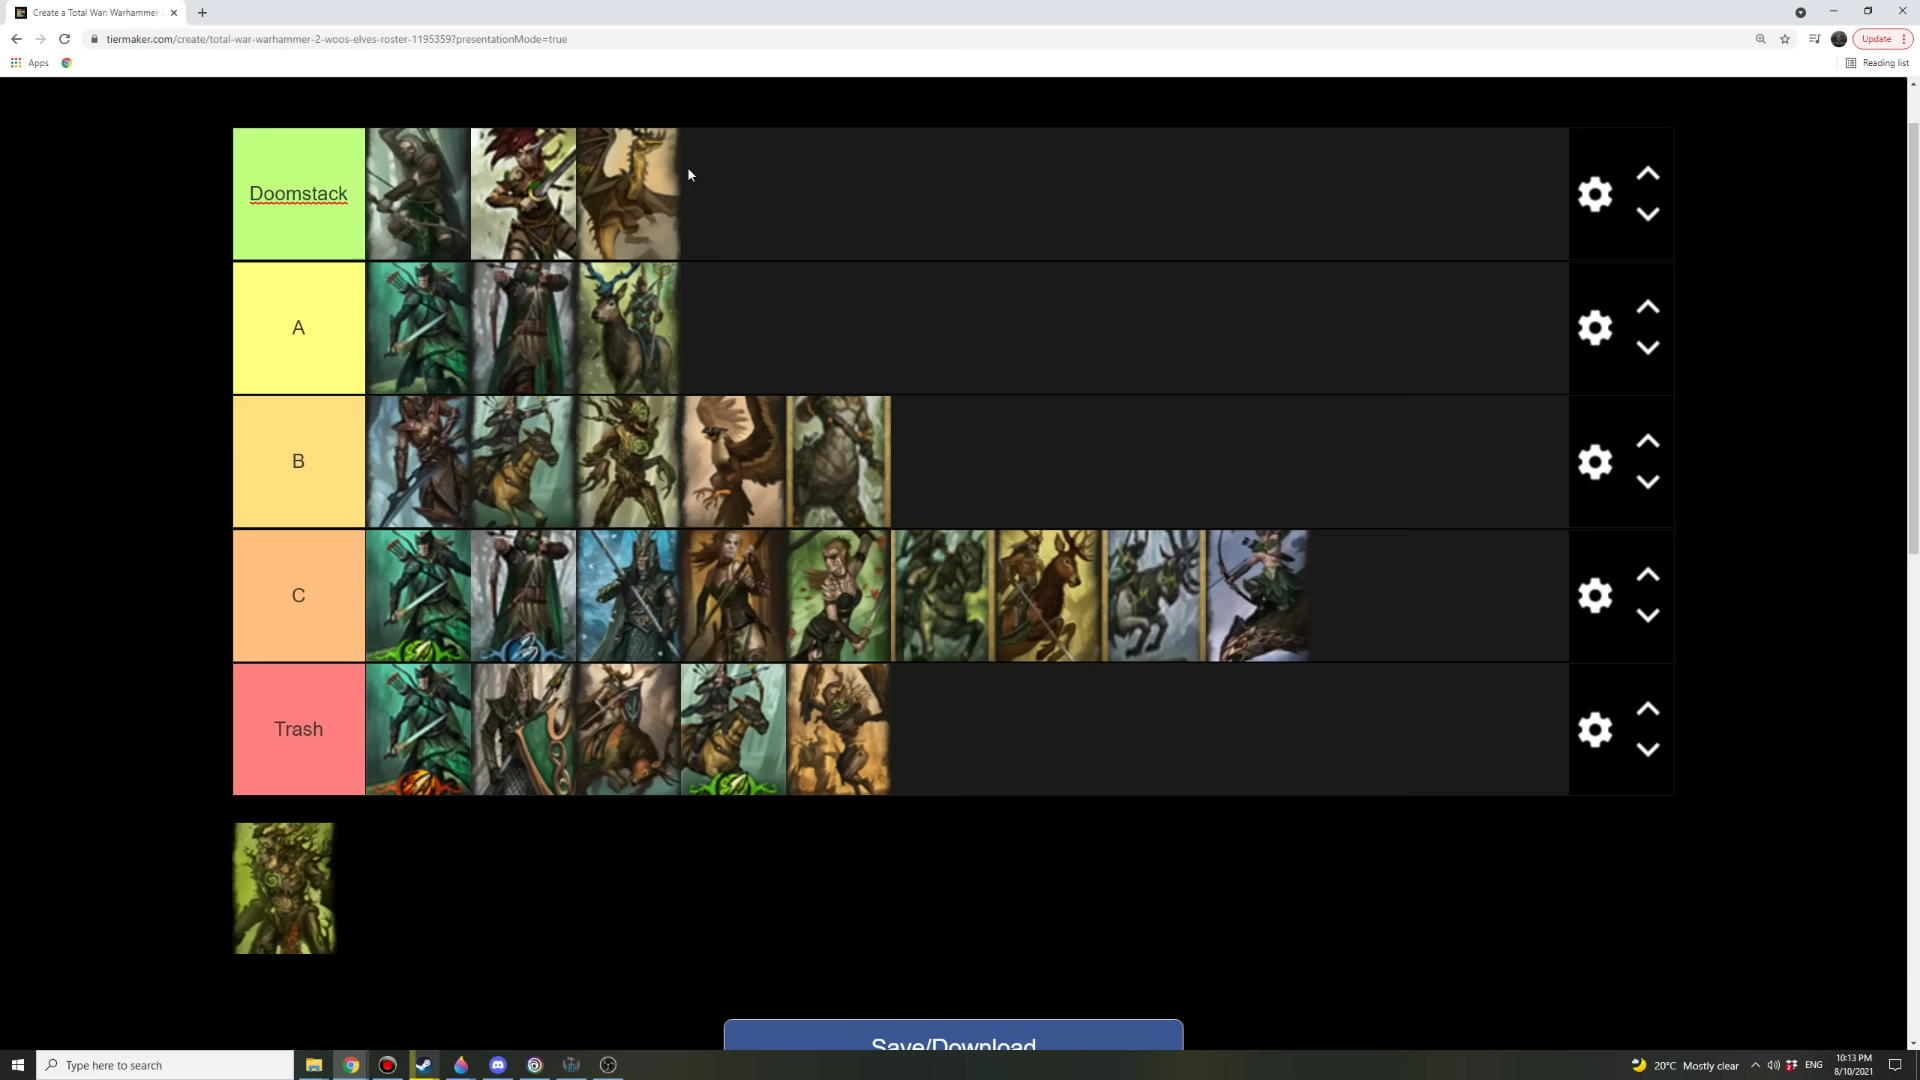 Create a Total War: Warhammer
tiermaker.com/create/total-war-warhammer-2-woos-elves-roster-1195359?presentationMode=true
Update
Apps
Reading list
Doomstack
A
B
C
Trash
Save/Download
Type here to search
20°C Mostly clear
ENG
10:13 PM
8/10/2021